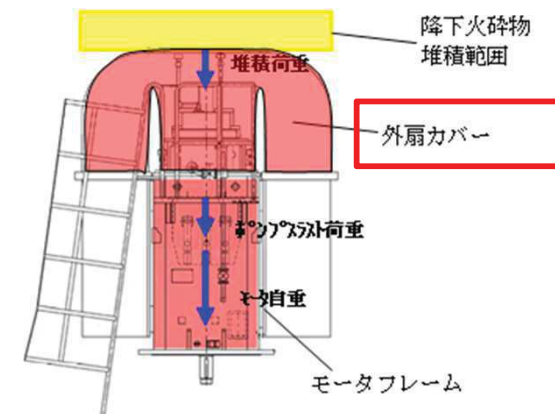 降下火砕物
堆積範囲
堆積荷重
外扇カバー
ﾎﾟﾝﾌﾟｽﾗｽﾄ荷重
ﾓｰﾀ自重
モータフレーム